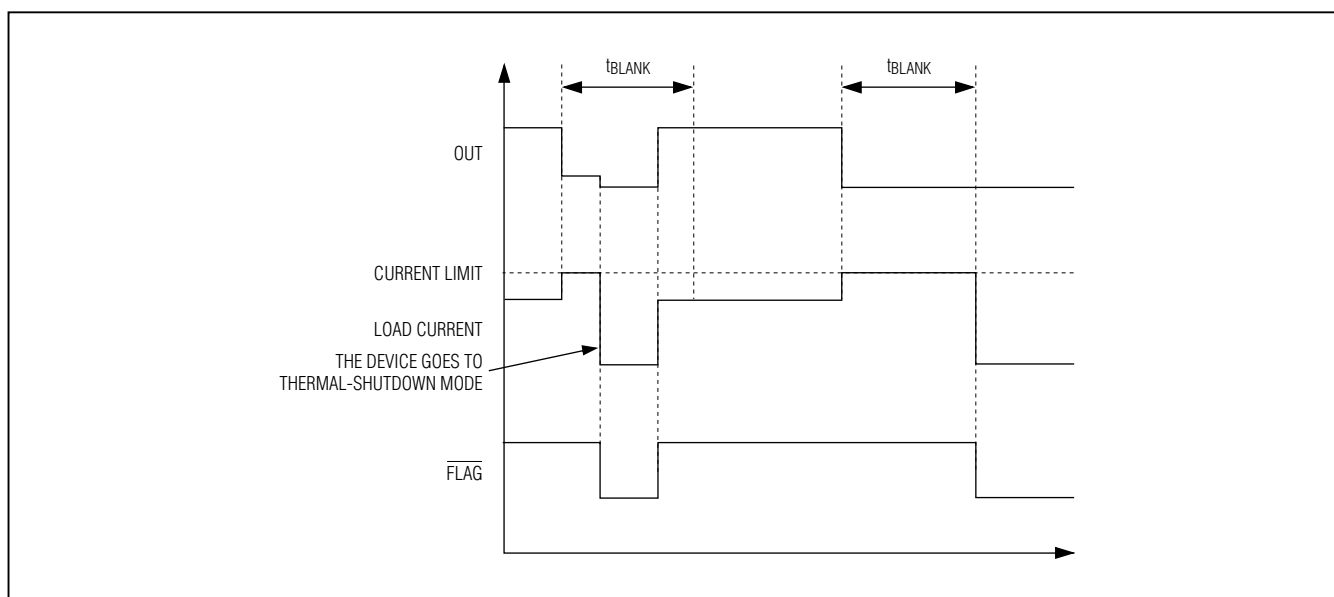 tBLANK
tBLANK
OUT
CURRENT LIMIT
LOAD CURRENT
THE DEVICE GOES TO
THERMAL-SHUTDOWN MODE
FLAG